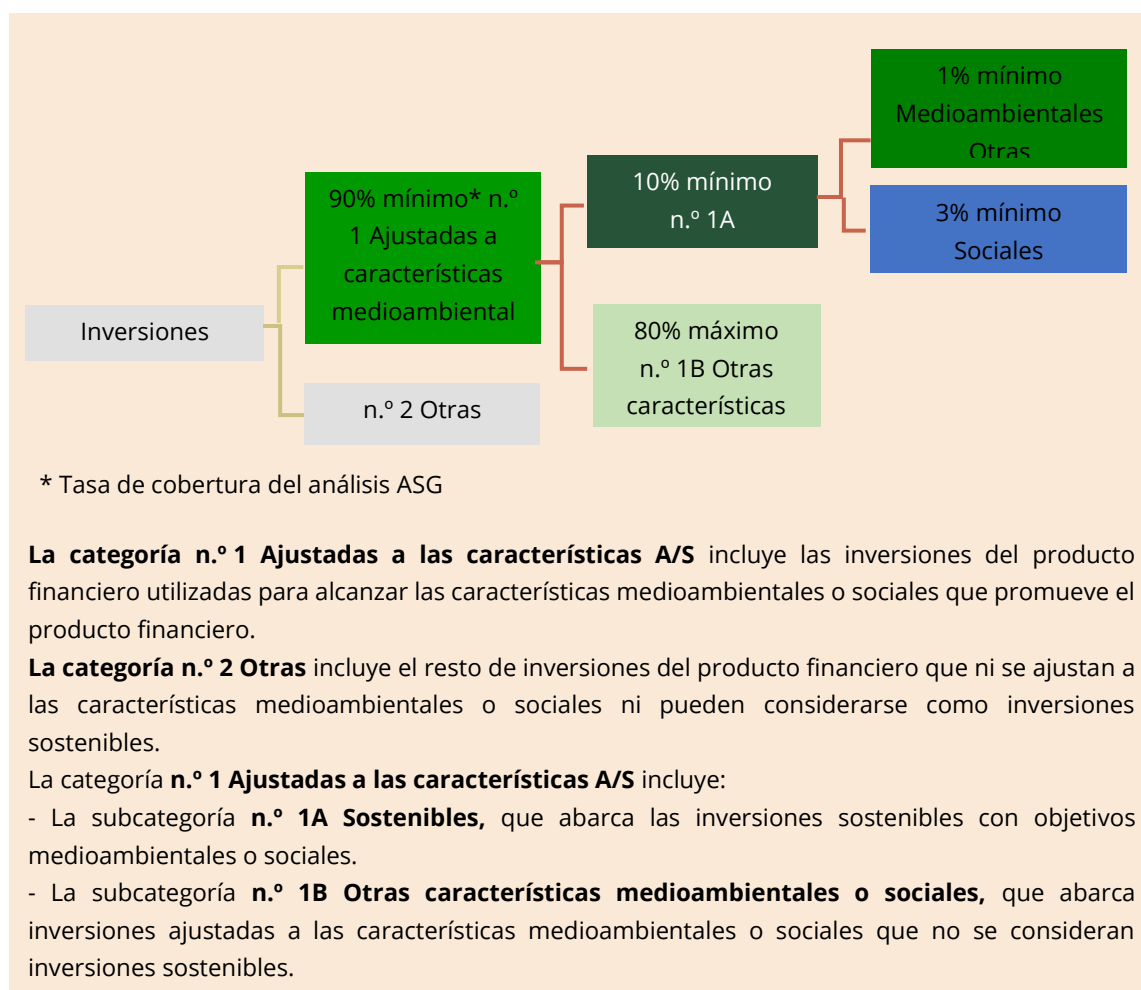 1% mínimo
Medioambientales
Otras
10% mínimo
n.º 1A
90% mínimo* n.º
1 Ajustadas a
características
medioambiental
3% mínimo
Sociales
Inversiones
80% máximo
n.º 1B Otras
características
n.º 2 Otras
* Tasa de cobertura del análisis ASG
La categoría n.º 1 Ajustadas a las características A/S incluye las inversiones del producto
financiero utilizadas para alcanzar las características medioambientales o sociales que promueve el
producto financiero.
La categoría n.º 2 Otras incluye el resto de inversiones del producto financiero que ni se ajustan a
las características medioambientales o sociales ni pueden considerarse como inversiones
sostenibles.
La categoría n.º 1 Ajustadas a las características A/S incluye:
- La subcategoría n.º 1A Sostenibles, que abarca las inversiones sostenibles con objetivos
medioambientales o sociales.
- La subcategoría n.º 1B Otras características medioambientales o sociales, que abarca
inversiones ajustadas a las características medioambientales o sociales que no se consideran
inversiones sostenibles.